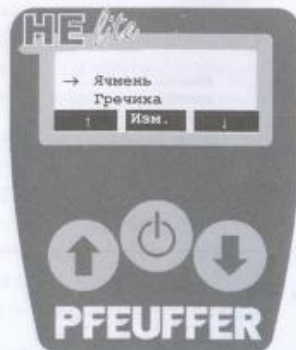 HE lite
→ Ячмень
Гречиха
↑ Изм. ↓
PFEUFFER